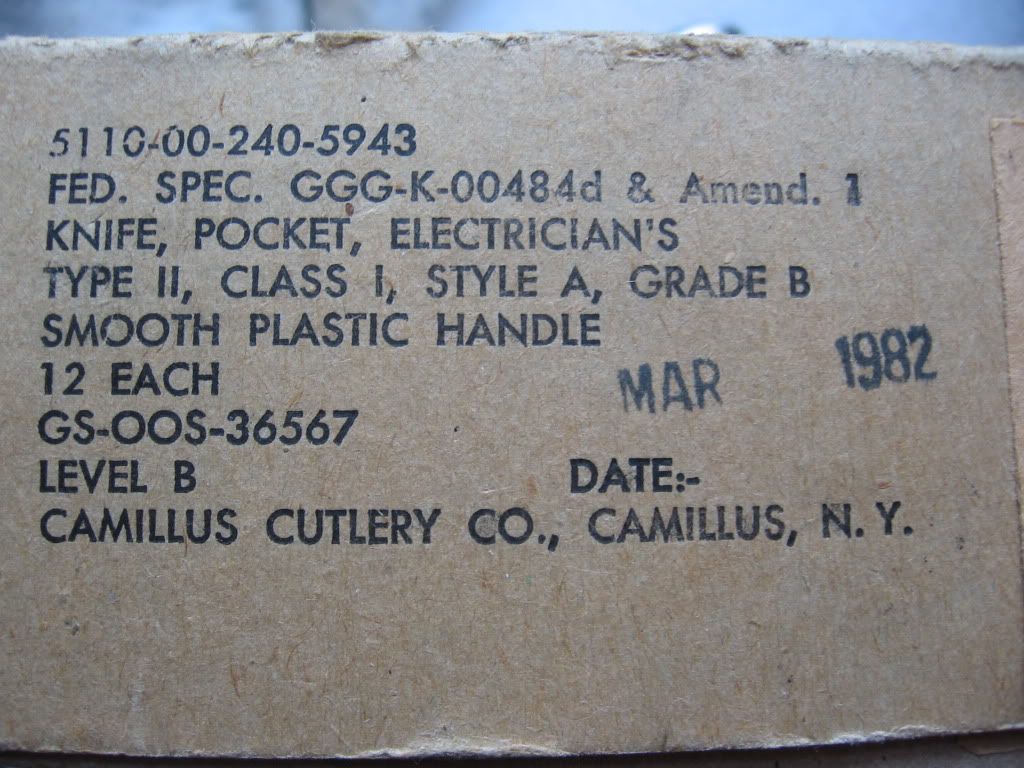 5110-00-240-5943
FED. SPEC. GGG-K-00484d & Amend. 1
KNIFE, POCKET, ELECTRICIAN'S
TYPE II, CLASS I, STYLE A, GRADE B
SMOOTH PLASTIC HANDLE
12 EACH
MAR 1982
GS-OOS-36567
LEVEL B DATE:-
CAMILLUS CUTLERY CO., CAMILLUS, N. Y.